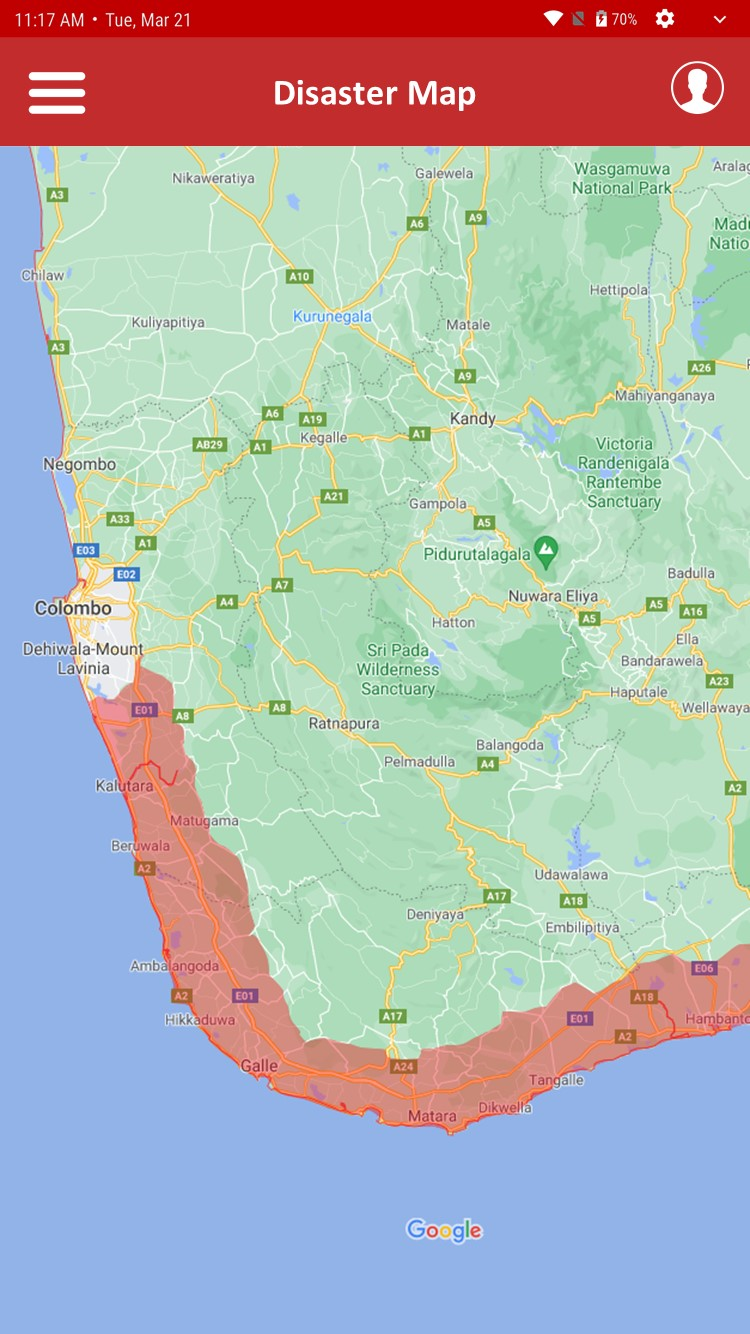 11:17 AM • Tue, Mar 21
70%
Disaster Map
Wasgamuwa
National Park
Nikaweratiya
Galewela
A3
A6
A9
Chilaw
A10
Hettipola
Kurunegala
Kuliyapitiya
Matale
A3
A26
A9
Mahiyanganaya
A6
A19
Kandy
AB29
A1
Kegalle
A1
Negombo
Victoria
Randenigala
Rantembe
Sanctuary
A21
Gampola
A33
A5
A1
E03
Pidurutalagala
E02
Badulla
A7
Colombo
A4
Nuwara Eliya
A5
A16
Hatton
A5
Ella
Dehiwala-Mount
Lavinia
Sri Pada
Wilderness
Sanctuary
Bandarawela
A23
Haputale
E01
A8
A8
Wellawaya
Ratnapura
Balangoda
Pelmadulla
A4
Kalutara
A2
Matugama
Beruwala
A2
Udawalawa
A17
A18
Deniyaya
Embilipitiya
Ambalangoda
E06
A2
E01
A18
Hikkaduwa
A17
E01
Hambanto
A2
Galle
A24
Tangalle
Dikwella
Matara
Google